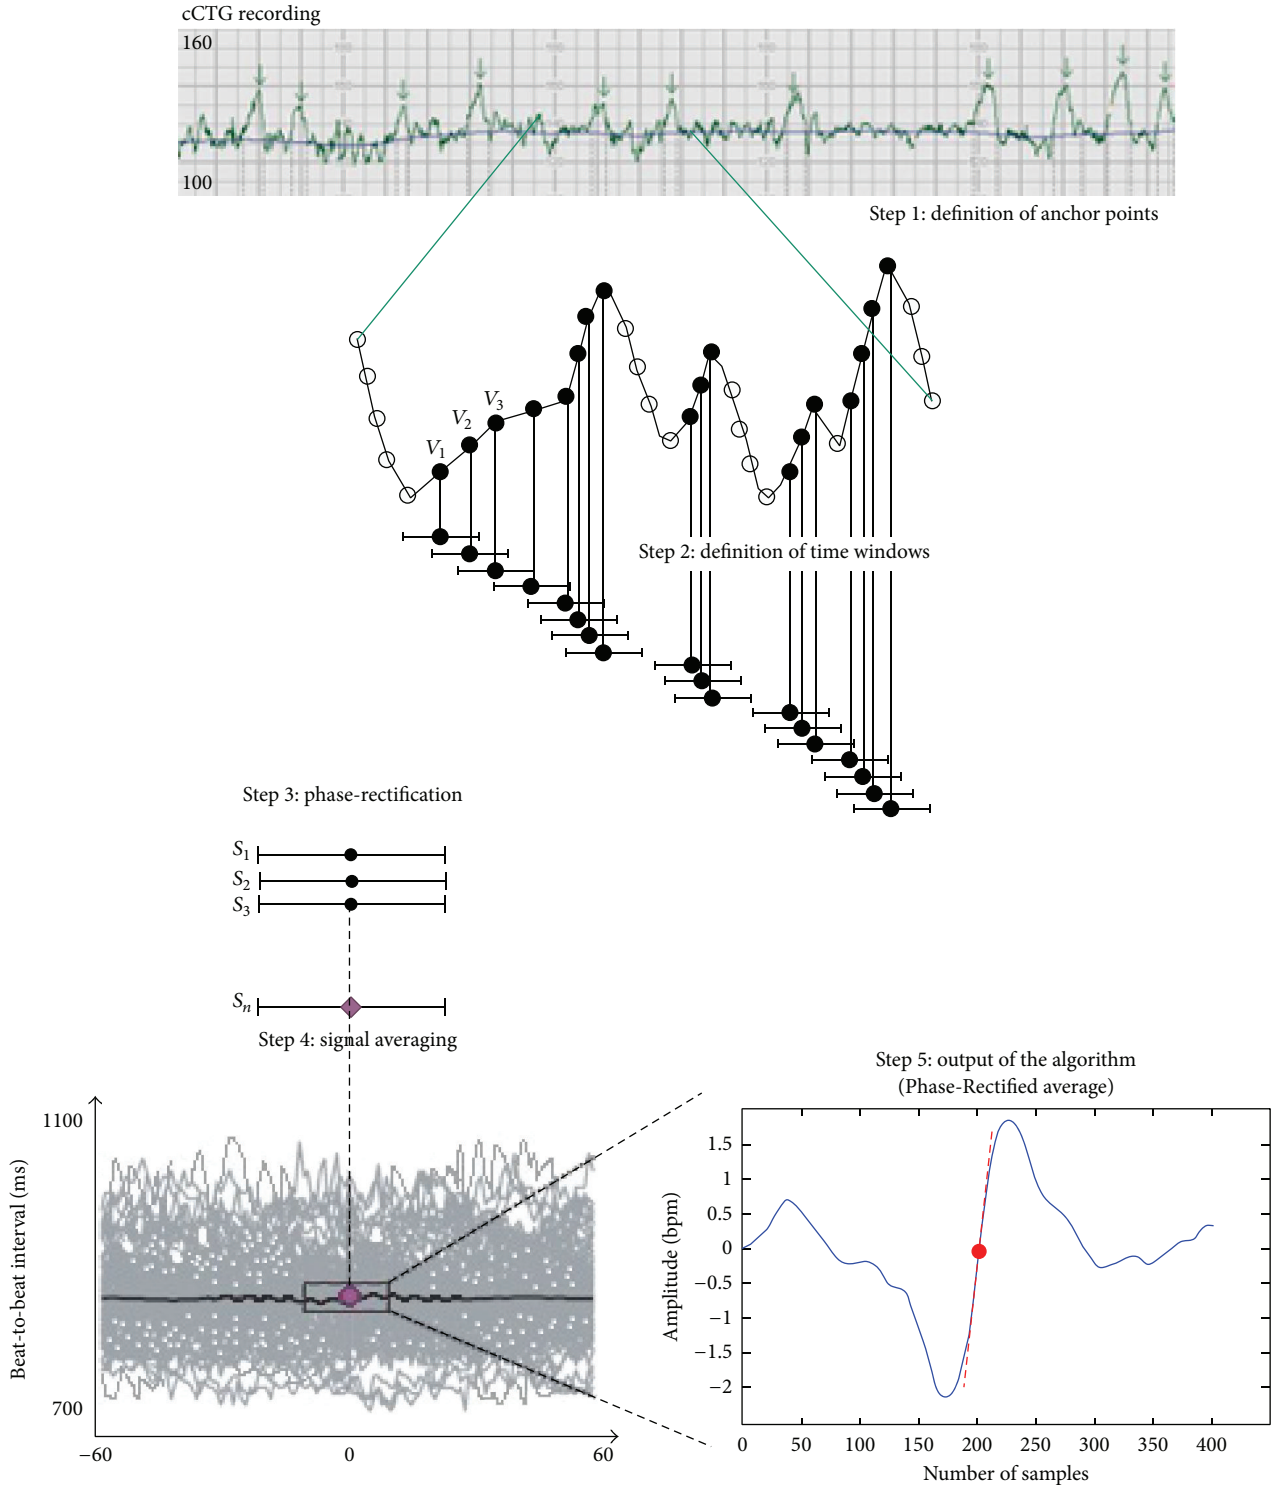 cCTG recording
160
100
Step 1: definition of anchor points
V1
V2
V3
Step 2: definition of time windows
Step 3: phase-rectification
S1
S2
S3
Sn
Step 4: signal averaging
1100
700
Beat-to-beat interval (ms)
−60
0
60
Step 5: output of the algorithm
(Phase-Rectified average)
1.5
1
0.5
0
−0.5
−1
−1.5
−2
Amplitude (bpm)
0
50
100
150
200
250
300
350
400
Number of samples